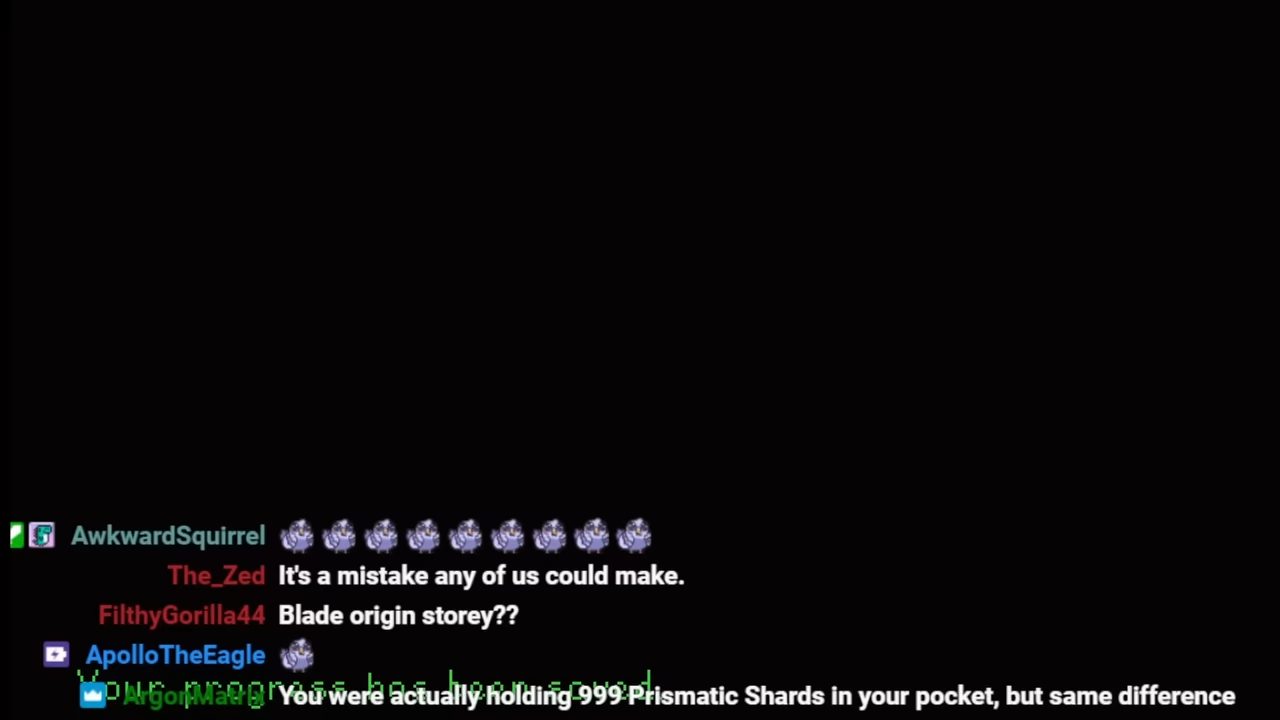 AwkwardSquirrel
The_Zed It's a mistake any of us could make.
FilthyGorilla44 Blade origin storey??
ApolloTheEagle
Your progress has been saved.
ArgonMatrix You were actually holding 999 Prismatic Shards in your pocket, but same difference